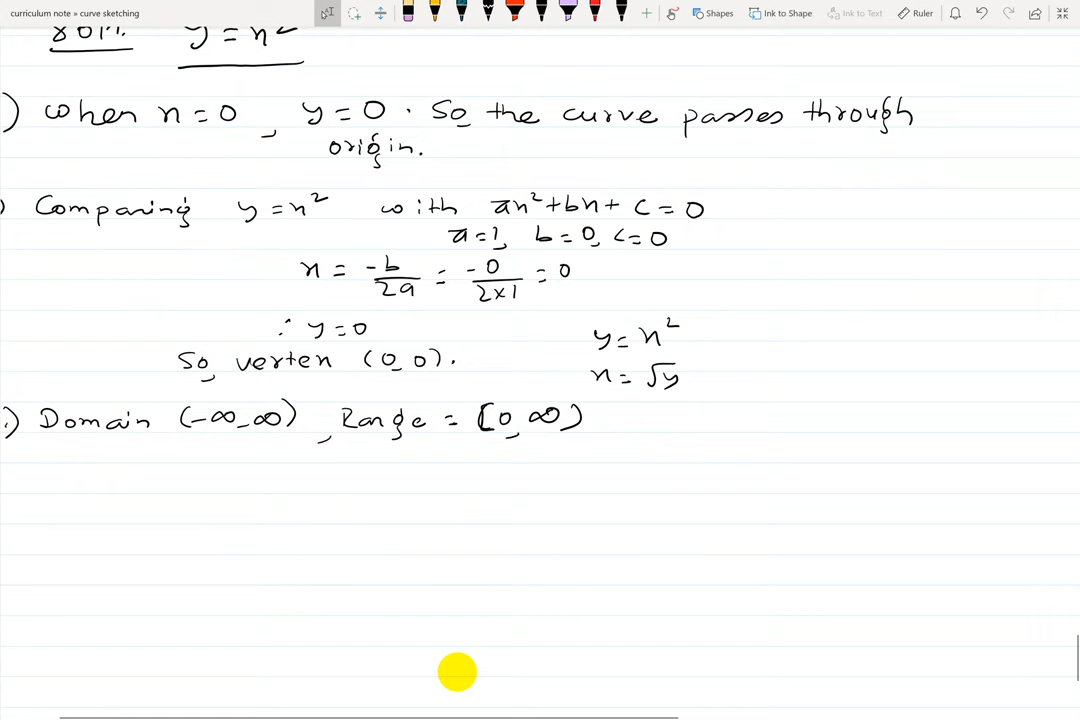 curriculum note » curve sketching
Shapes Ink to Shape Ink to Text Ruler
soln. y = x²
) When x = 0, y = 0. So, the curve passes through
origin.
) Comparing y = x² with ax² + bx + c = 0
a = 1, b = 0, c = 0
x = -b/2a = -0/2×1 = 0
∴ y = 0
y = x²
So, vertex (0, 0).
x = √y
:) Domain (-∞, ∞), Range = [0, ∞)